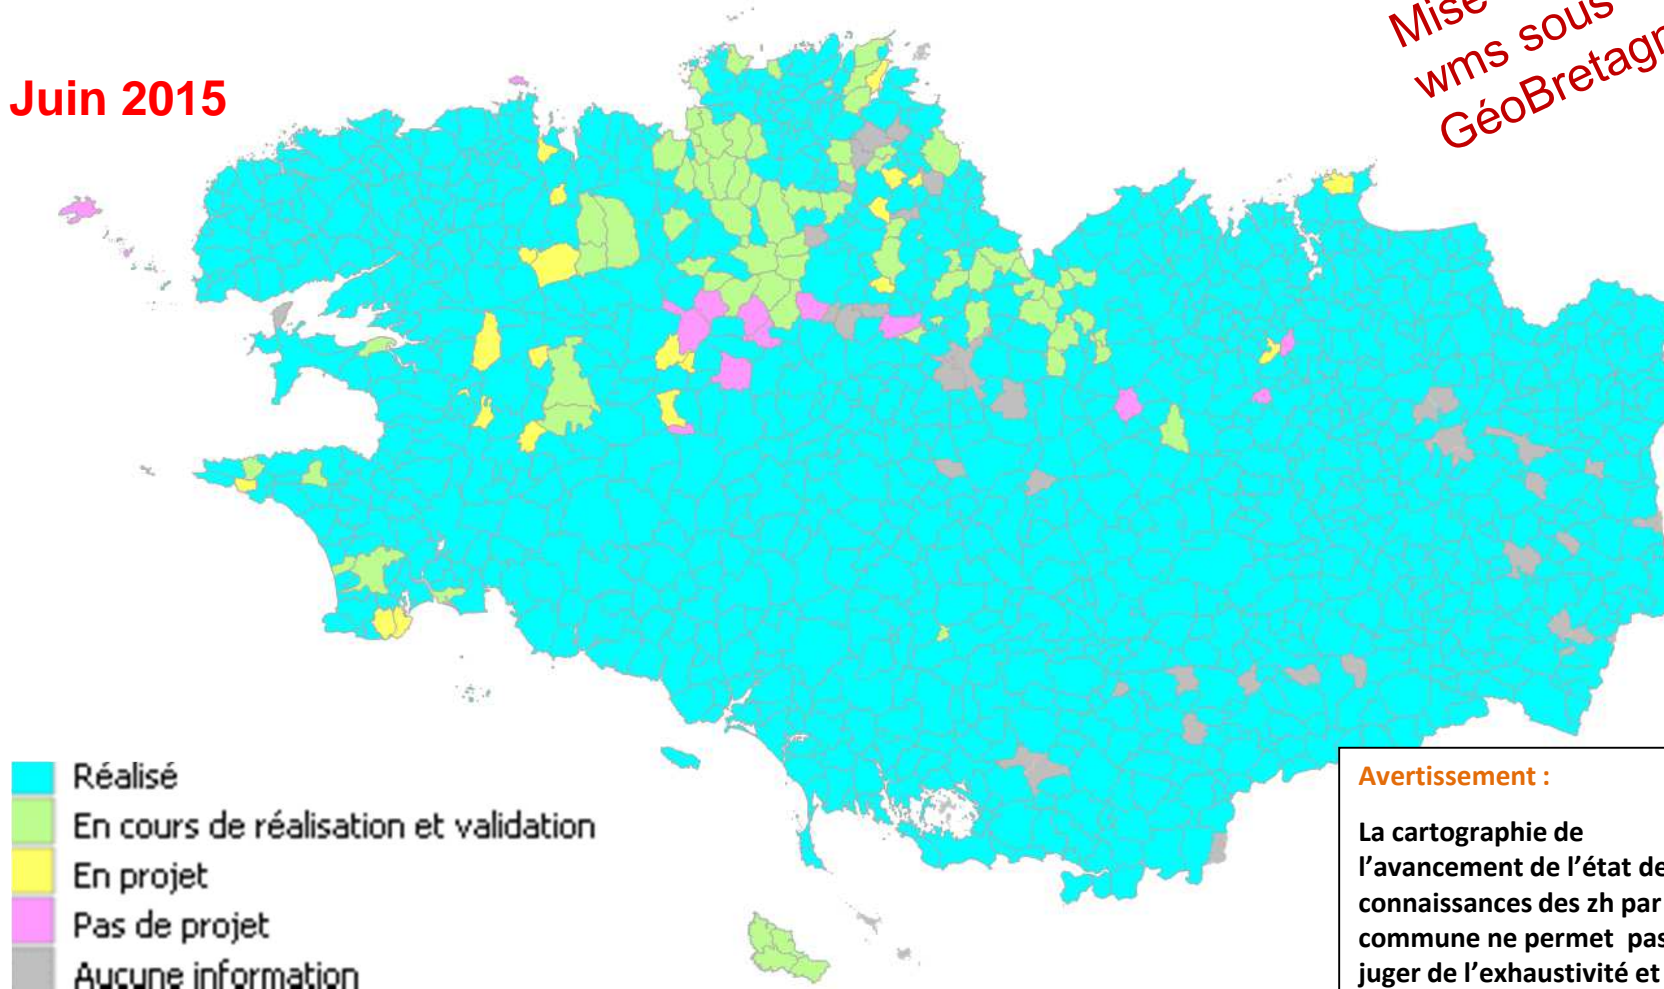 Juin 2015
Mise
wms sous
GéoBretagn
Réalisé
En cours de réalisation et validation
En projet
Pas de projet
Aucune information
Avertissement :
La cartographie de
l'avancement de l'état de
connaissances des zh par
commune ne permet pas
juger de l'exhaustivité et